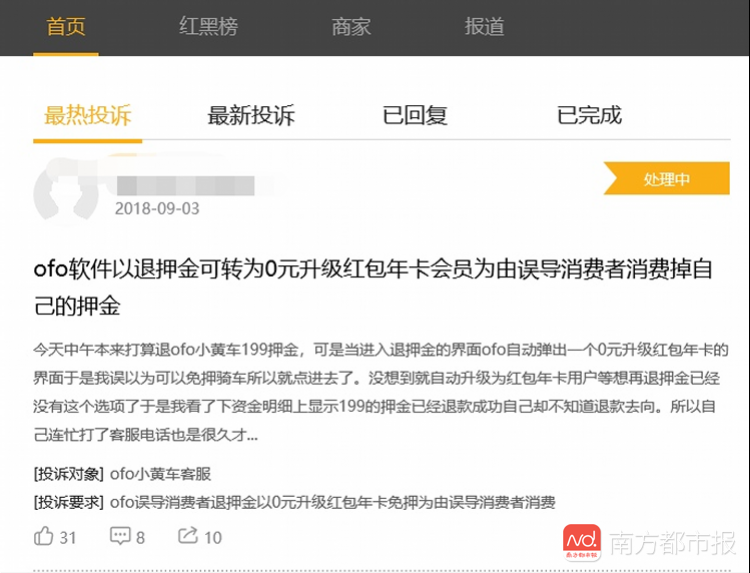 首页 红黑榜 商家 报道
最热投诉 最新投诉 已回复 已完成
处理中
2018-09-03
ofo软件以退押金可转为0元升级红包年卡会员为由误导消费者消费掉自
己的押金
今天中午本来打算退ofo小黄车199押金，可是当进入退押金的界面ofo自动弹出一个0元升级红包年卡的
界面于是我误以为可以免押骑车所以就点进去了。没想到就自动升级为红包年卡用户等想再退押金已经
没有这个选项了于是我看了下资金明细上显示199的押金已经退款成功自己却不知道退款去向。所以自
己连忙打了客服电话也是很久才...
[投诉对象] ofo小黄车客服
[投诉要求] ofo误导消费者退押金以0元升级红包年卡免押为由误导消费者消费
31 8 10
Nd. 南方都市报 南方都市报